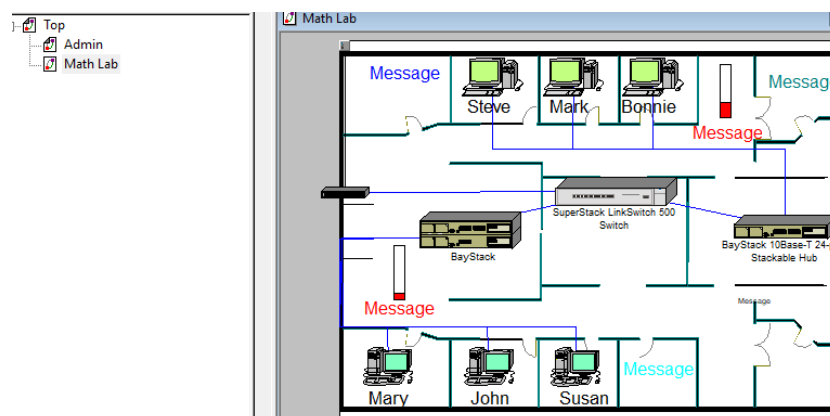 Top
Admin
Math Lab
Math Lab
Message
Messag
Steve
Mark
Bonnie
Message
SuperStack LinkSwitch 500
Switch
BayStack
BayStack 10Base-T 24-
Stackable Hub
Message
Message
Message
Mary
John
Susan